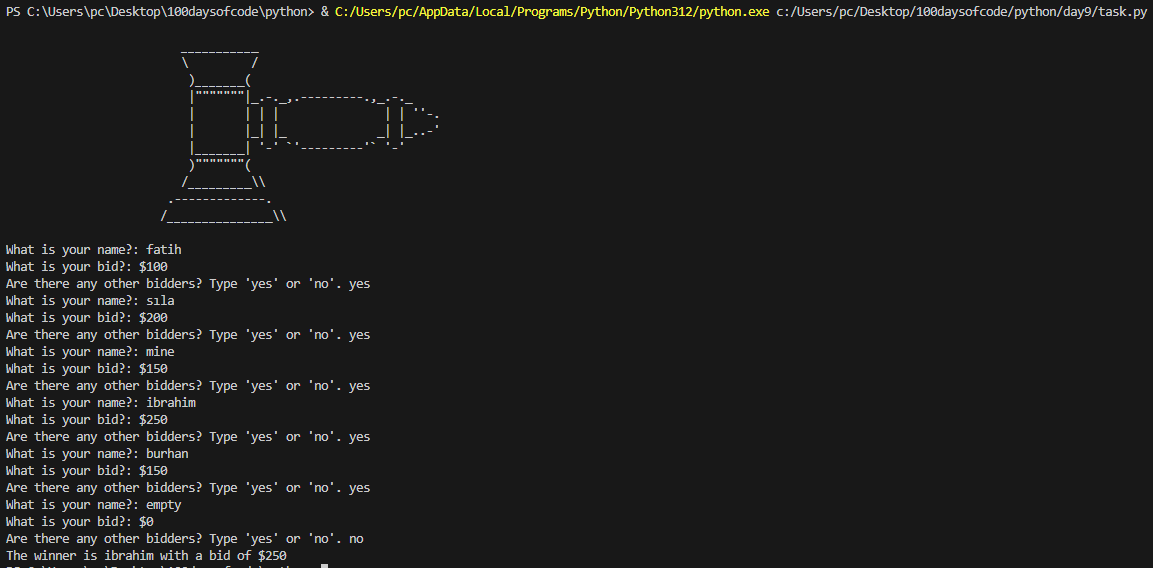 PS C:\Users\pc\Desktop\100daysofcode\python> & C:/Users/pc/AppData/Local/Programs/Python/Python312/python.exe c:/Users/pc/Desktop/100daysofcode/python/day9/task.py
                         ___________
                         \         /
                          )_______(
                          |"""""""|_.-._,.---------.,_.-._
                          |       | | |               | | ''-.
                          |       |_| |_             _| |_..-'
                          |_______| '-' `'---------'` '-'
                          )"""""""(
                         /_________\\
                       .-------------.
                      /_______________\\
What is your name?: fatih
What is your bid?: $100
Are there any other bidders? Type 'yes' or 'no'. yes
What is your name?: sıla
What is your bid?: $200
Are there any other bidders? Type 'yes' or 'no'. yes
What is your name?: mine
What is your bid?: $150
Are there any other bidders? Type 'yes' or 'no'. yes
What is your name?: ibrahim
What is your bid?: $250
Are there any other bidders? Type 'yes' or 'no'. yes
What is your name?: burhan
What is your bid?: $150
Are there any other bidders? Type 'yes' or 'no'. yes
What is your name?: empty
What is your bid?: $0
Are there any other bidders? Type 'yes' or 'no'. no
The winner is ibrahim with a bid of $250